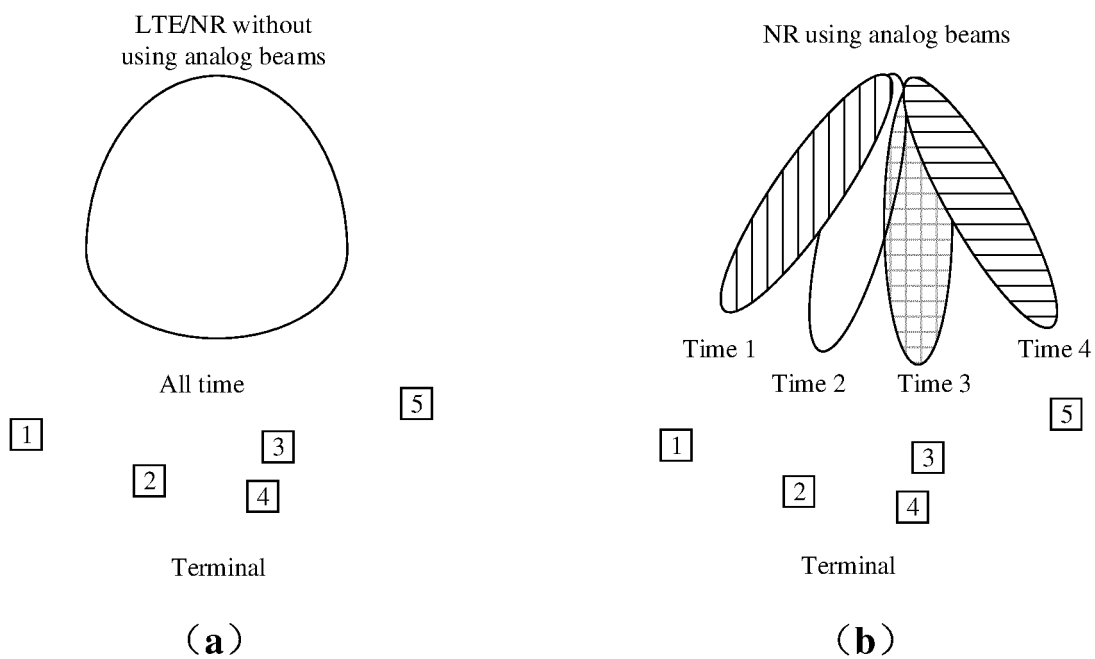 LTE/NR without
using analog beams
All time
1
2
3
4
5
Terminal
（a）
NR using analog beams
Time 1
Time 2
Time 3
Time 4
1
2
3
4
5
Terminal
（b）